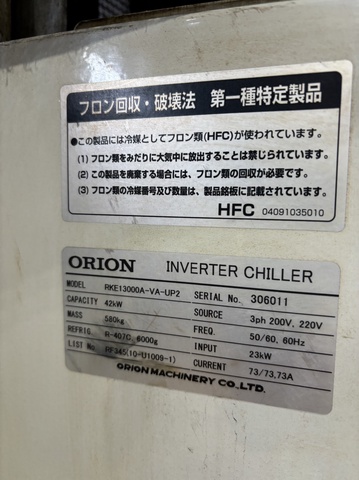 フロン回収・破壊法　第一種特定製品
●この製品には冷媒としてフロン類(HFC)が使われています。
(1) フロン類をみだりに大気中に放出することは禁じられています。
(2) この製品を廃棄する場合には、フロン類の回収が必要です。
(3) フロン類の冷媒番号及び数量は、製品銘板に記載されています。
HFC 04091035010
ORION INVERTER CHILLER
MODEL RKE13000A-VA-UP2 SERIAL No. 306011
CAPACITY 42kW SOURCE 3ph 200V, 220V
MASS 580kg FREQ. 50/60, 60Hz
REFRIG. R-407C 6000g INPUT 23kW
LIST No RFJ45(10-U1009-1) CURRENT 73/73,73A
ORION MACHINERY CO.,LTD.